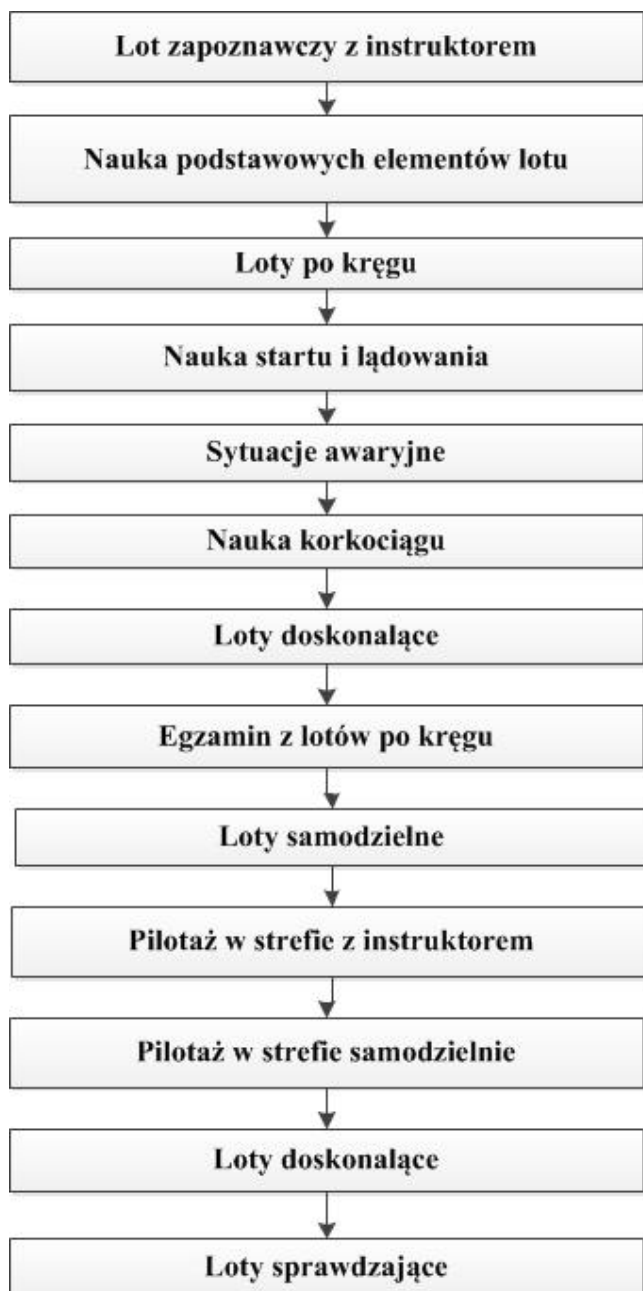 Lot zapoznawczy z instruktorem
Nauka podstawowych elementów lotu
Loty po kręgu
Nauka startu i lądowania
Sytuacje awaryjne
Nauka korkociągu
Loty doskonalące
Egzamin z lotów po kręgu
Loty samodzielne
Pilotaż w strefie z instruktorem
Pilotaż w strefie samodzielnie
Loty doskonalące
Loty sprawdzające